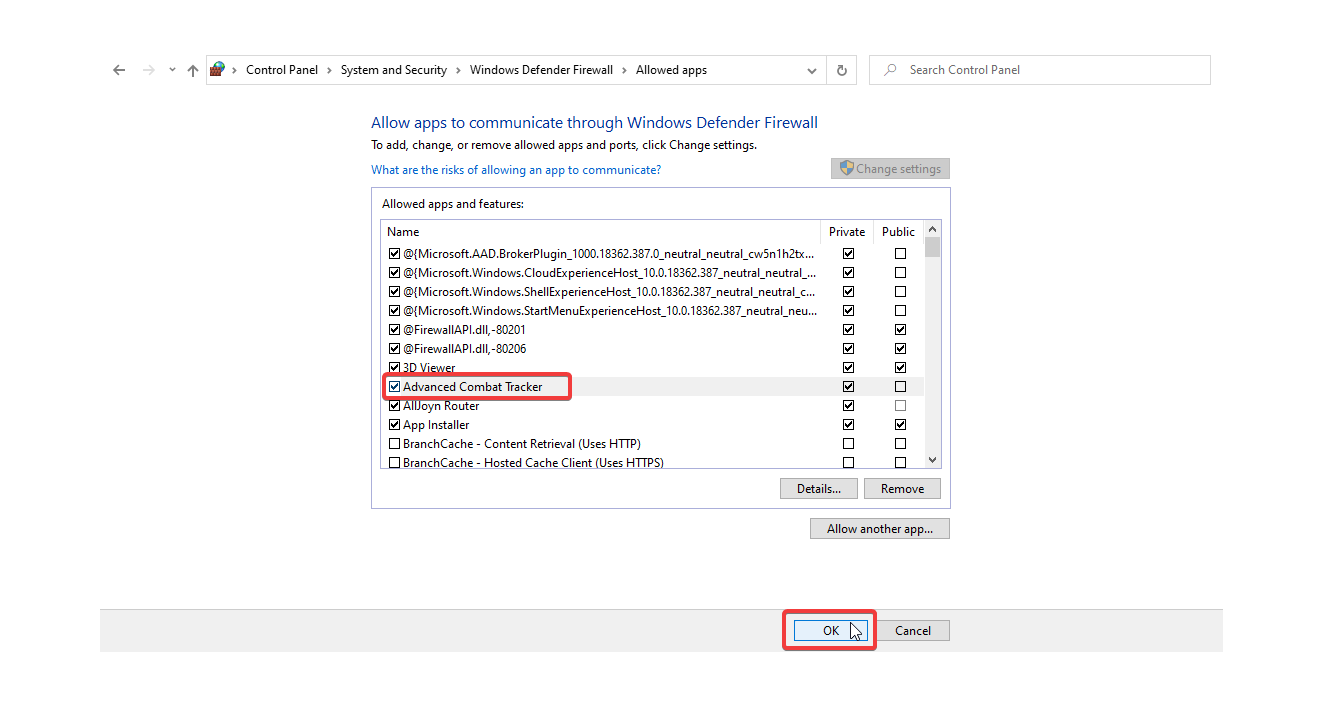 Control Panel > System and Security > Windows Defender Firewall > Allowed apps
Search Control Panel
Allow apps to communicate through Windows Defender Firewall
To add, change, or remove allowed apps and ports, click Change settings.
What are the risks of allowing an app to communicate?
Change settings
Allowed apps and features:
Name Private Public
@{Microsoft.AAD.BrokerPlugin_1000.18362.387.0_neutral_neutral_cw5n1h2tx...
@{Microsoft.Windows.CloudExperienceHost_10.0.18362.387_neutral_neutral_...
@{Microsoft.Windows.ShellExperienceHost_10.0.18362.387_neutral_neutral_c...
@{Microsoft.Windows.StartMenuExperienceHost_10.0.18362.387_neutral_neu...
@FirewallAPI.dll,-80201
@FirewallAPI.dll,-80206
3D Viewer
Advanced Combat Tracker
AllJoyn Router
App Installer
BranchCache - Content Retrieval (Uses HTTP)
BranchCache - Hosted Cache Client (Uses HTTPS)
Details... Remove
Allow another app...
OK Cancel